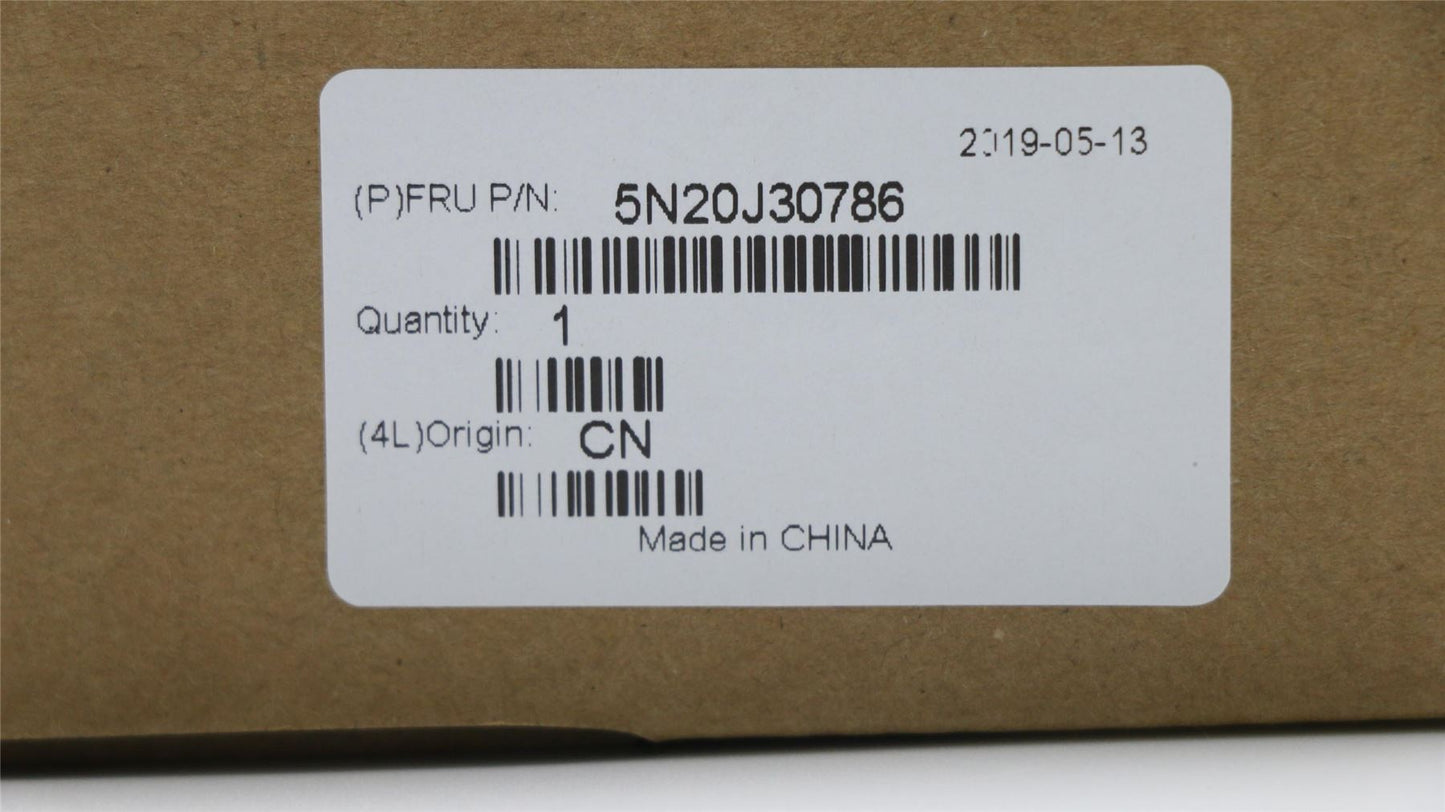 2019-05-13
(P)FRU P/N: 5N20J30786
Quantity: 1
(4L)Origin: CN
Made in CHINA